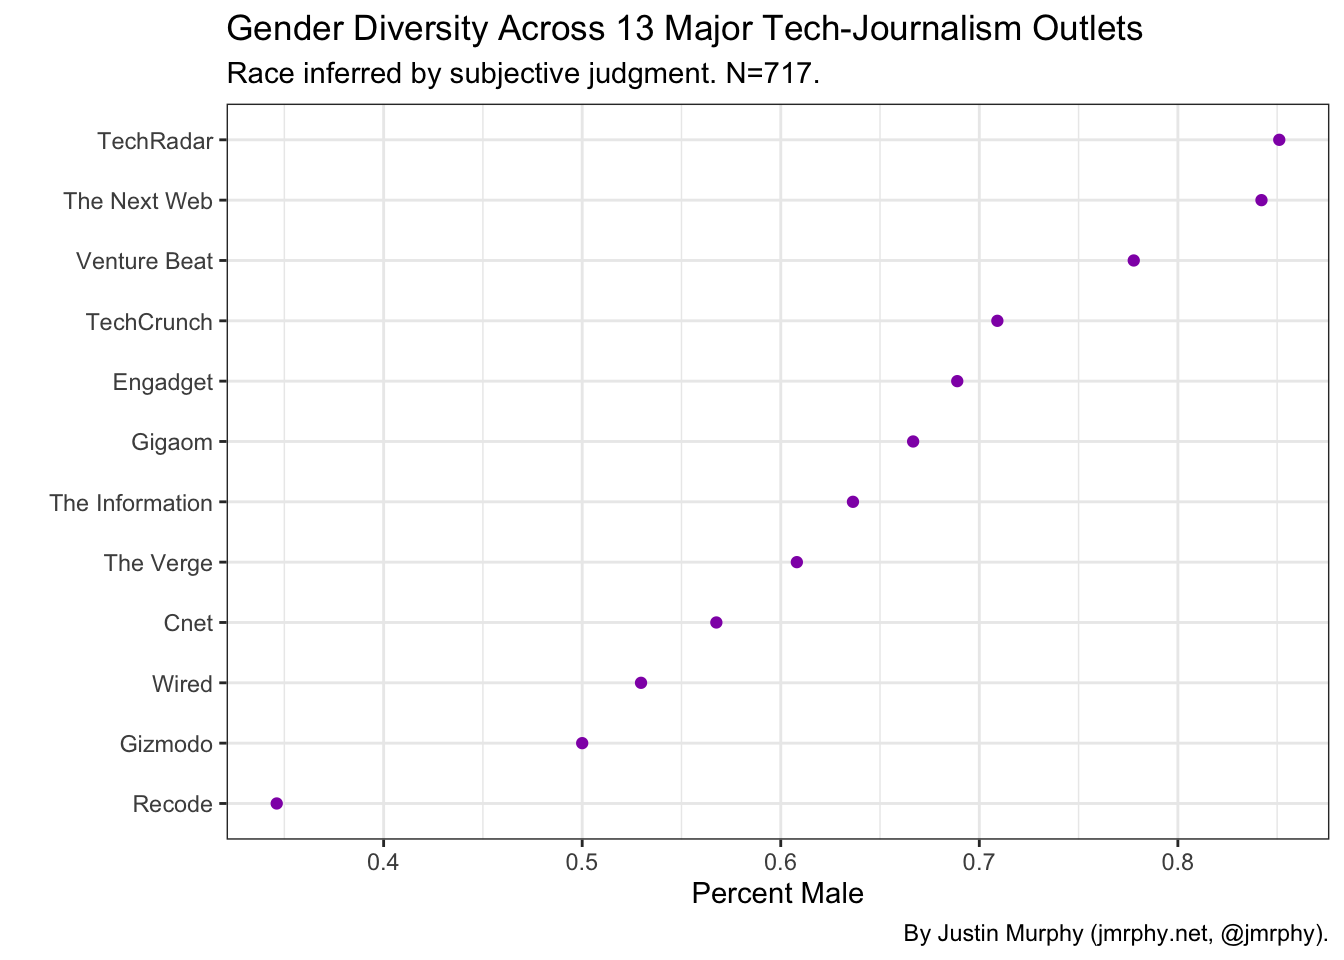 Gender Diversity Across 13 Major Tech-Journalism Outlets
Race inferred by subjective judgment. N=717.
TechRadar
The Next Web
Venture Beat
TechCrunch
Engadget
Gigaom
The Information
The Verge
Cnet
Wired
Gizmodo
Recode
0.4 0.5 0.6 0.7 0.8
Percent Male
By Justin Murphy (jmrphy.net, @jmrphy).